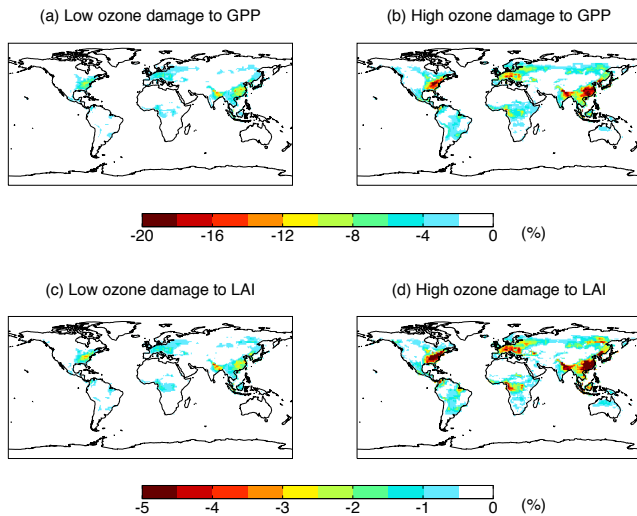 (a) Low ozone damage to GPP
(b) High ozone damage to GPP
-20 -16 -12 -8 -4 0 (%)
(c) Low ozone damage to LAI
(d) High ozone damage to LAI
-5 -4 -3 -2 -1 0 (%)